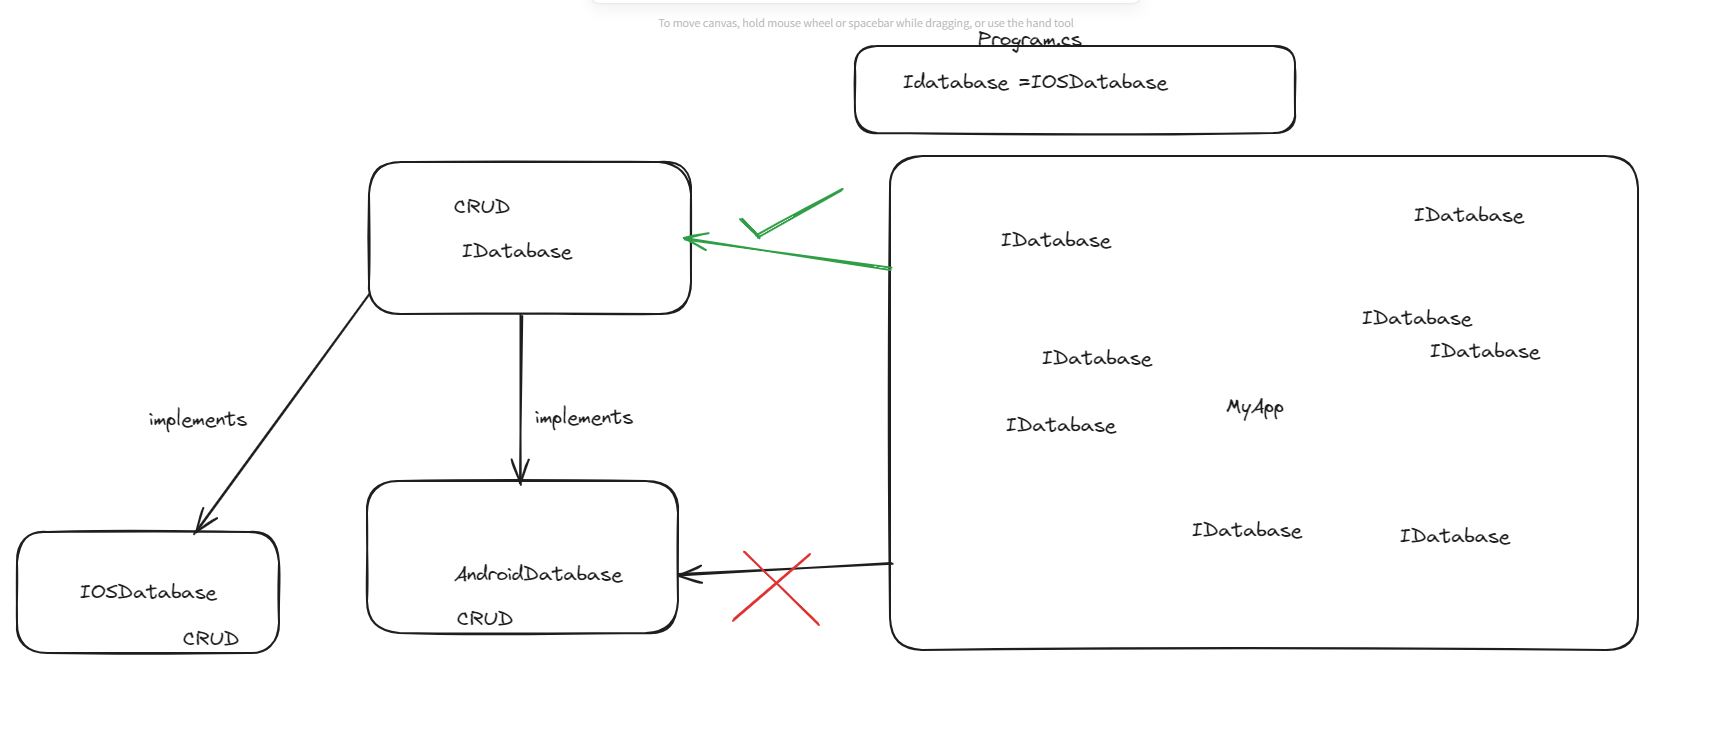 To move canvas, hold mouse wheel or spacebar while dragging, or use the hand tool
Program.cs
Idatabase =IOSDatabase
CRUD
IDatabase
IDatabase
IDatabase
IDatabase
IDatabase
IDatabase
MyApp
IDatabase
IDatabase
IDatabase
implements
implements
IOSDatabase
CRUD
AndroidDatabase
CRUD